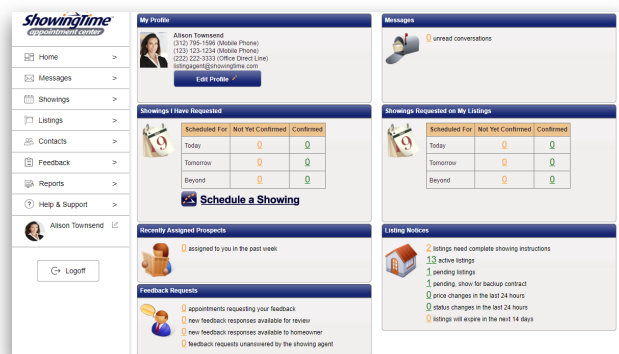 ShowingTime
appointment center
Home >
Messages >
Showings >
Listings >
Contacts >
Feedback >
Reports >
? Help & Support >
Alison Townsend
Logoff
My Profile
Alison Townsend
(312) 795-1596 (Mobile Phone)
(123) 123-1234 (Mobile Phone)
(222) 222-3333 (Office Direct Line)
listingagent@showingtime.com
Edit Profile
Messages
0 unread conversations
Showings I Have Requested
9
Scheduled For Not Yet Confirmed Confirmed
Today 0 0
Tomorrow 0 0
Beyond 0 0
Schedule a Showing
Showings Requested on My Listings
9
Scheduled For Not Yet Confirmed Confirmed
Today 0 0
Tomorrow 0 0
Beyond 0 0
Recently Assigned Prospects
0 assigned to you in the past week
Listing Notices
2 listings need complete showing instructions
13 active listings
1 pending listings
1 pending, show for backup contract
0 price changes in the last 24 hours
0 status changes in the last 24 hours
0 listings will expire in the next 14 days
Feedback Requests
0 appointments requesting your feedback
0 new feedback responses available for review
0 new feedback responses available to homeowner
0 feedback requests unanswered by the showing agent